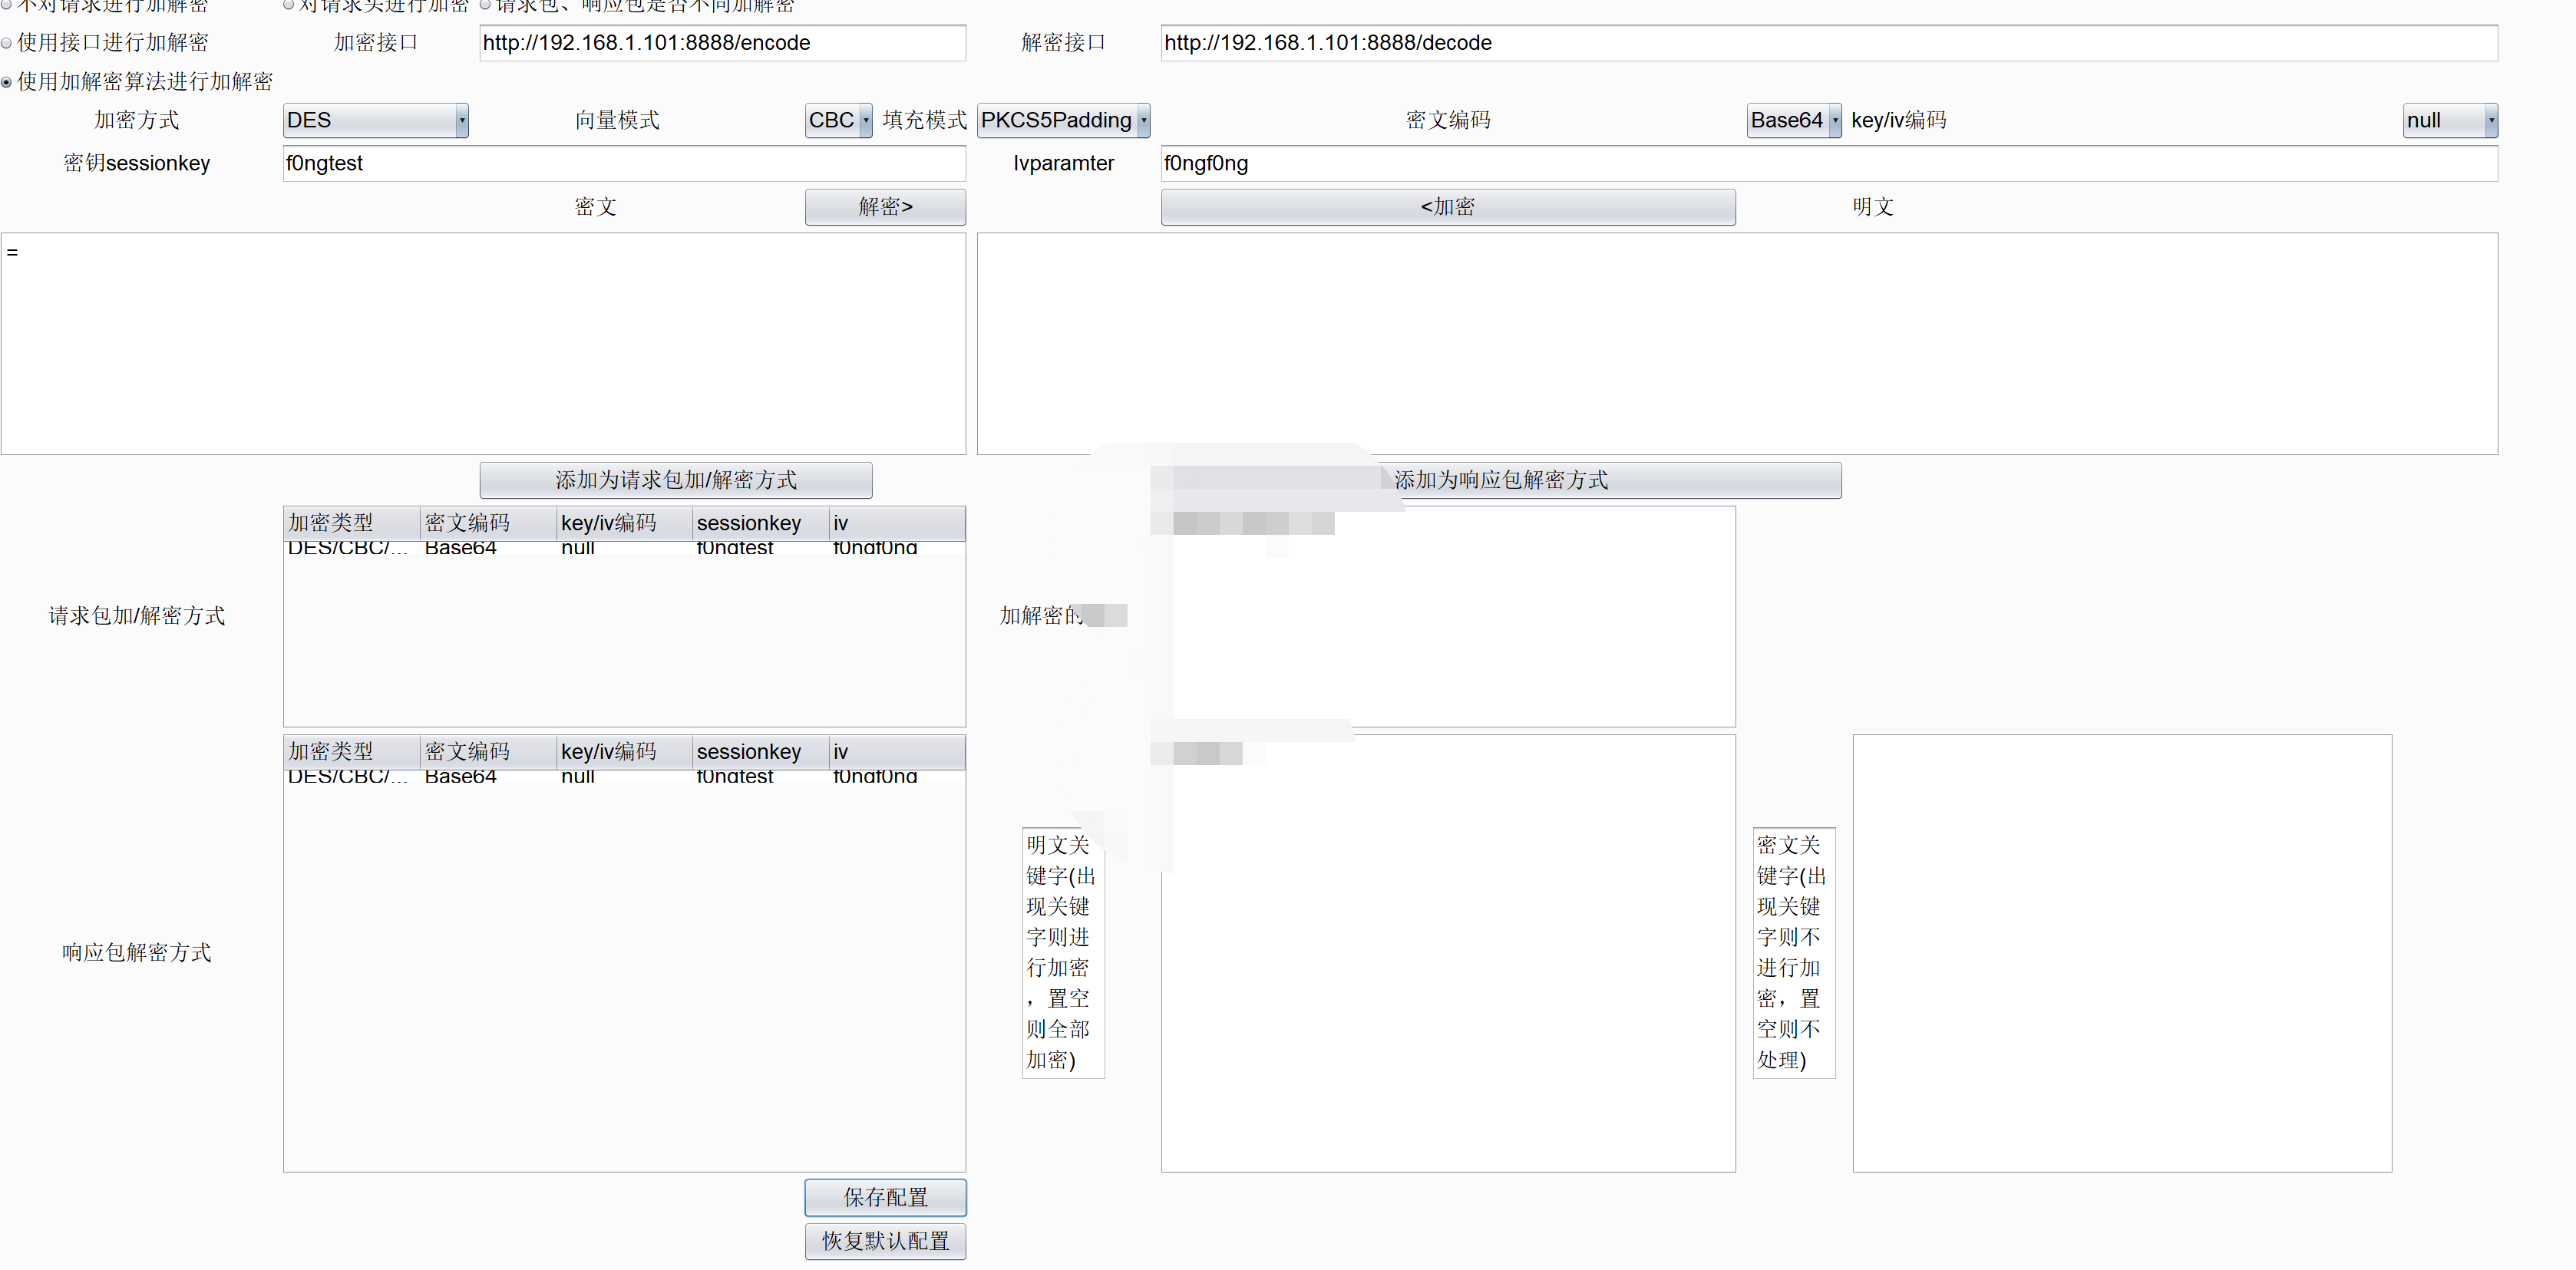 不对请求进行加解密 对请求头进行加密 请求包、响应包是否不同加解密
使用接口进行加解密 加密接口 http://192.168.1.101:8888/encode 解密接口 http://192.168.1.101:8888/decode
使用加解密算法进行加解密
加密方式 DES 向量模式 CBC 填充模式 PKCS5Padding 密文编码 Base64 key/iv编码 null
密钥sessionkey f0ngtest Ivparamter f0ngf0ng
密文 解密> <加密 明文
=
添加为请求包加/解密方式 添加为响应包解密方式
加密类型 密文编码 key/iv编码 sessionkey iv
DES/CBC/... Base64 null f0ngtest f0ngf0ng
请求包加/解密方式 加解密的
加密类型 密文编码 key/iv编码 sessionkey iv
DES/CBC/... Base64 null f0ngtest f0ngf0ng
响应包解密方式
明文关
键字(出
现关键
字则进
行加密
，置空
则全部
加密)
密文关
键字(出
现关键
字则不
进行加
密，置
空则不
处理)
保存配置
恢复默认配置